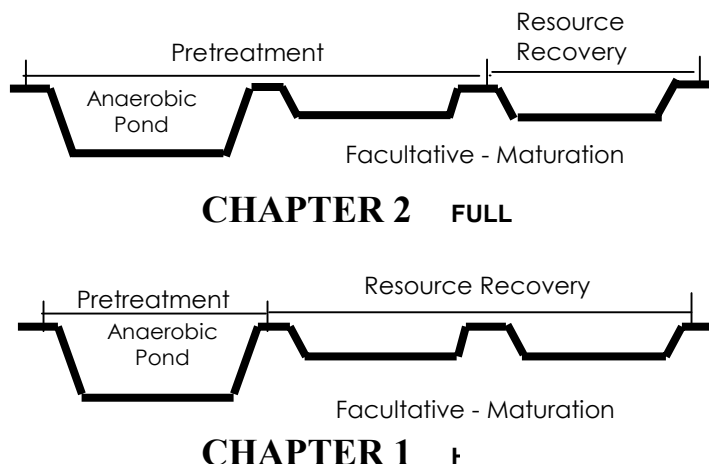 Pretreatment
Resource
Recovery
Anaerobic
Pond
Facultative - Maturation
CHAPTER 2 FULL
Pretreatment
Resource Recovery
Anaerobic
Pond
Facultative - Maturation
CHAPTER 1